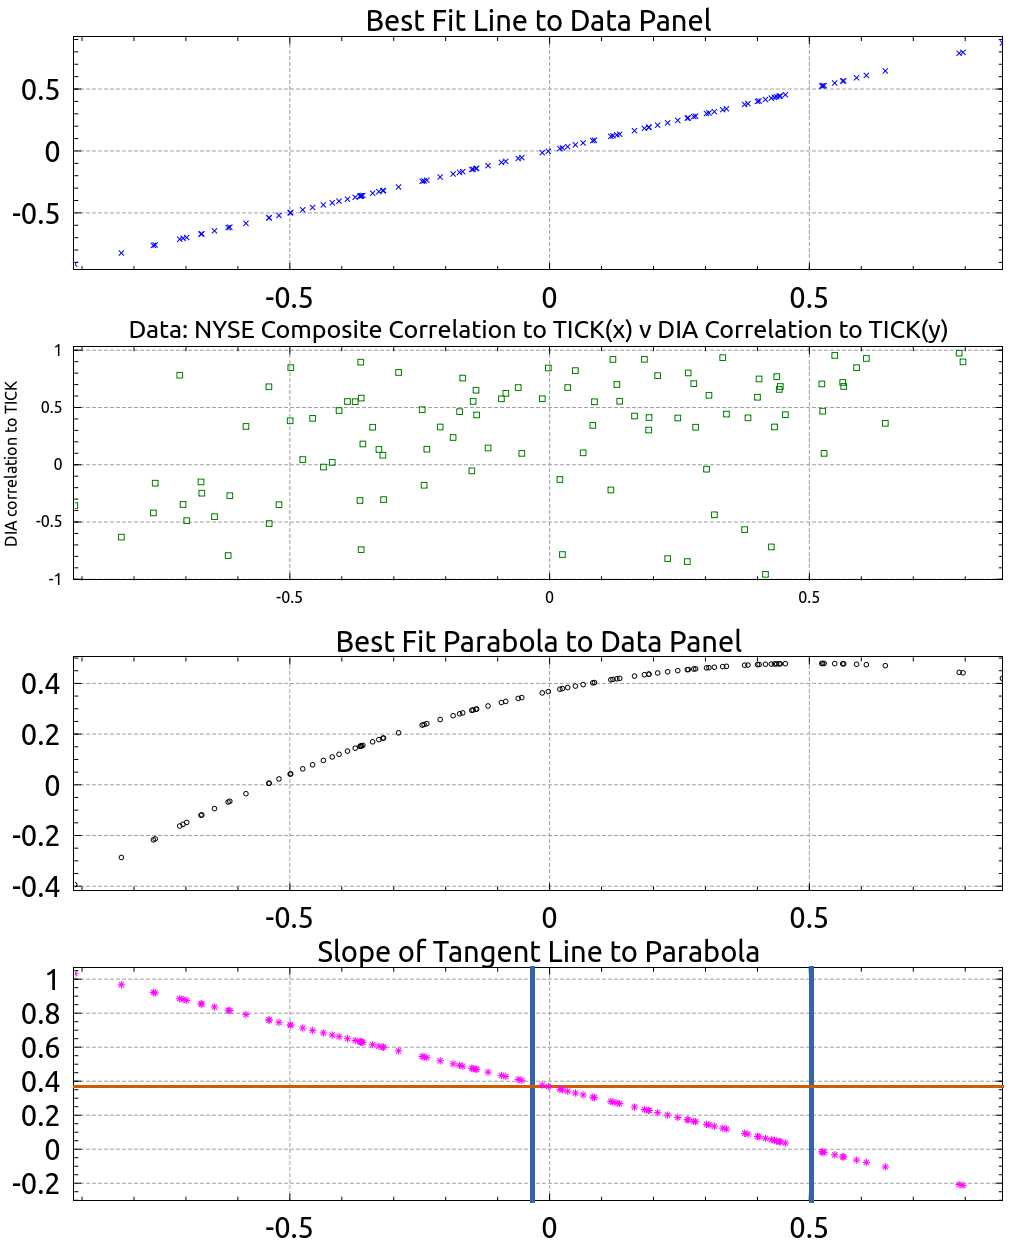 Best Fit Line to Data Panel
0.5
0
-0.5
-0.5 0 0.5
Data: NYSE Composite Correlation to TICK(x) v DIA Correlation to TICK(y)
DIA correlation to TICK
1
0.5
0
-0.5
-1
-0.5 0 0.5
Best Fit Parabola to Data Panel
0.4
0.2
0
-0.2
-0.4
-0.5 0 0.5
Slope of Tangent Line to Parabola
1
0.8
0.6
0.4
0.2
0
-0.2
-0.5 0 0.5